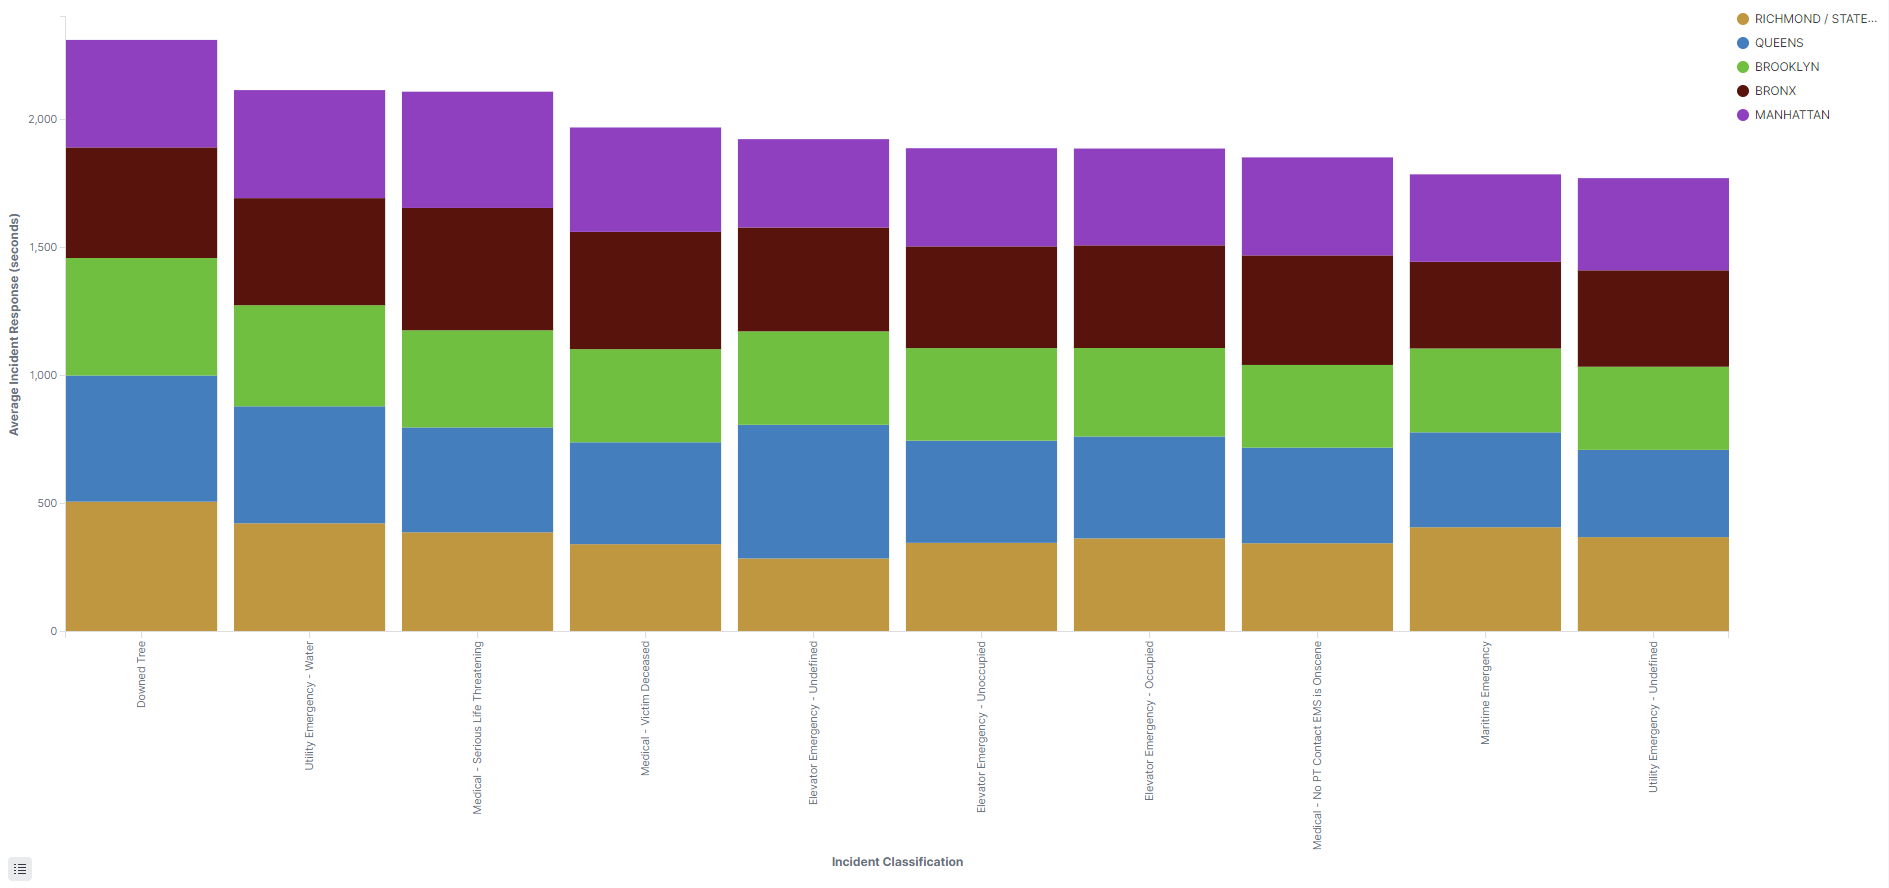 RICHMOND / STATE...
QUEENS
BROOKLYN
BRONX
MANHATTAN
Average Incident Response (seconds)
2,000
1,500
1,000
500
0
Downed Tree
Utility Emergency - Water
Medical - Serious Life Threatening
Medical - Victim Deceased
Elevator Emergency - Undefined
Elevator Emergency - Unoccupied
Elevator Emergency - Occupied
Medical - No PT Contact EMS is Onscene
Maritime Emergency
Utility Emergency - Undefined
Incident Classification